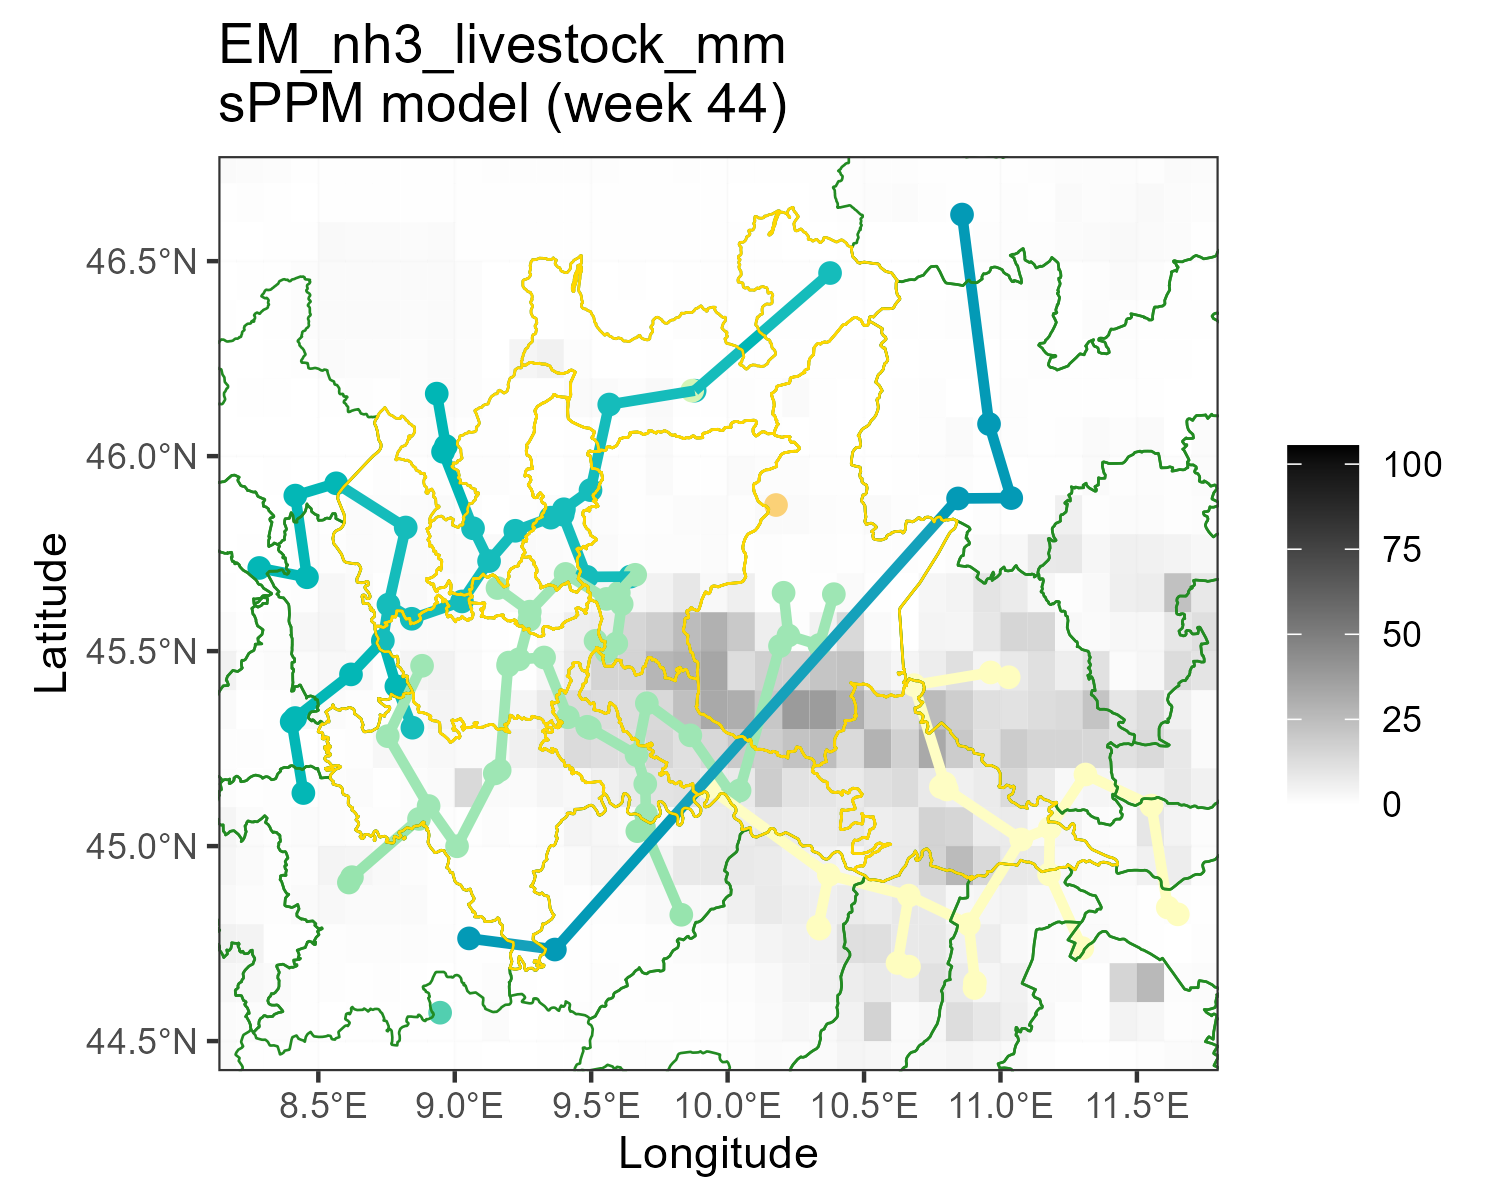 EM_nh3_livestock_mm
sPPM model (week 44)
46.5°N
46.0°N
45.5°N
45.0°N
44.5°N
Latitude
8.5°E
9.0°E
9.5°E
10.0°E
10.5°E
11.0°E
11.5°E
Longitude
100
75
50
25
0